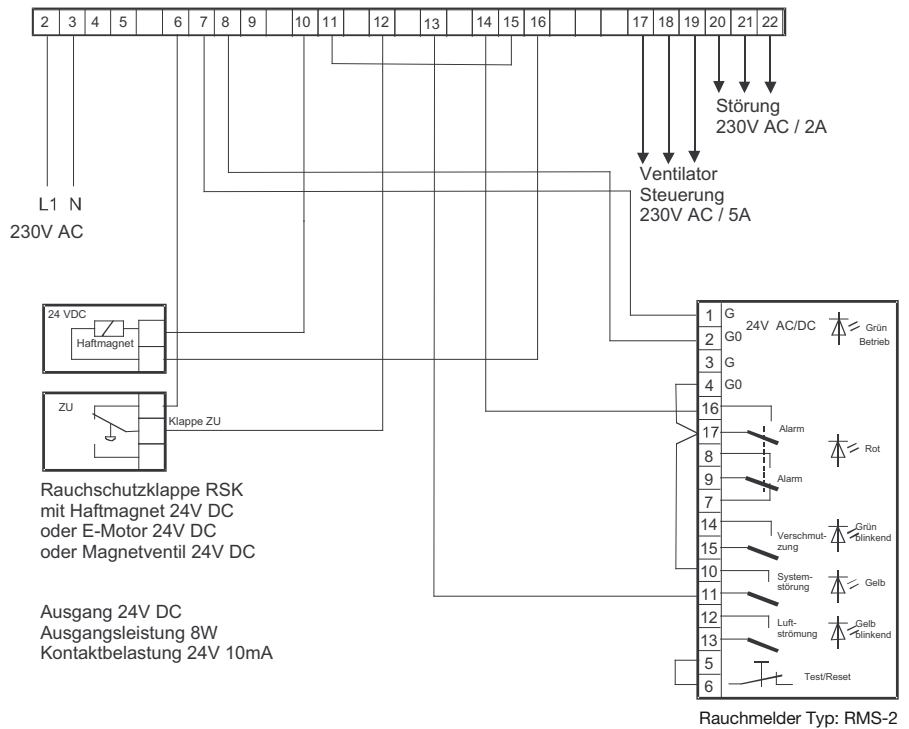 2 3 4 5 6 7 8 9 10 11 12 13 14 15 16 17 18 19 20 21 22
Störung
230V AC / 2A
Ventilator
Steuerung
230V AC / 5A
L1 N
230V AC
24 VDC
Haftmagnet
ZU
Klappe ZU
Rauchschutzklappe RSK
mit Haftmagnet 24V DC
oder E-Motor 24V DC
oder Magnetventil 24V DC
Ausgang 24V DC
Ausgangsleistung 8W
Kontaktbelastung 24V 10mA
1 G
24V AC/DC
Grün
Betrieb
2 G0
3 G
4 G0
16
17 Alarm
Rot
8
9 Alarm
7
14
Verschmut-
zung
Grün
blinkend
15
10
System-
störung
Gelb
11
12
Luft-
strömung
Gelb
blinkend
13
5
Test/Reset
6
Rauchmelder Typ: RMS-2